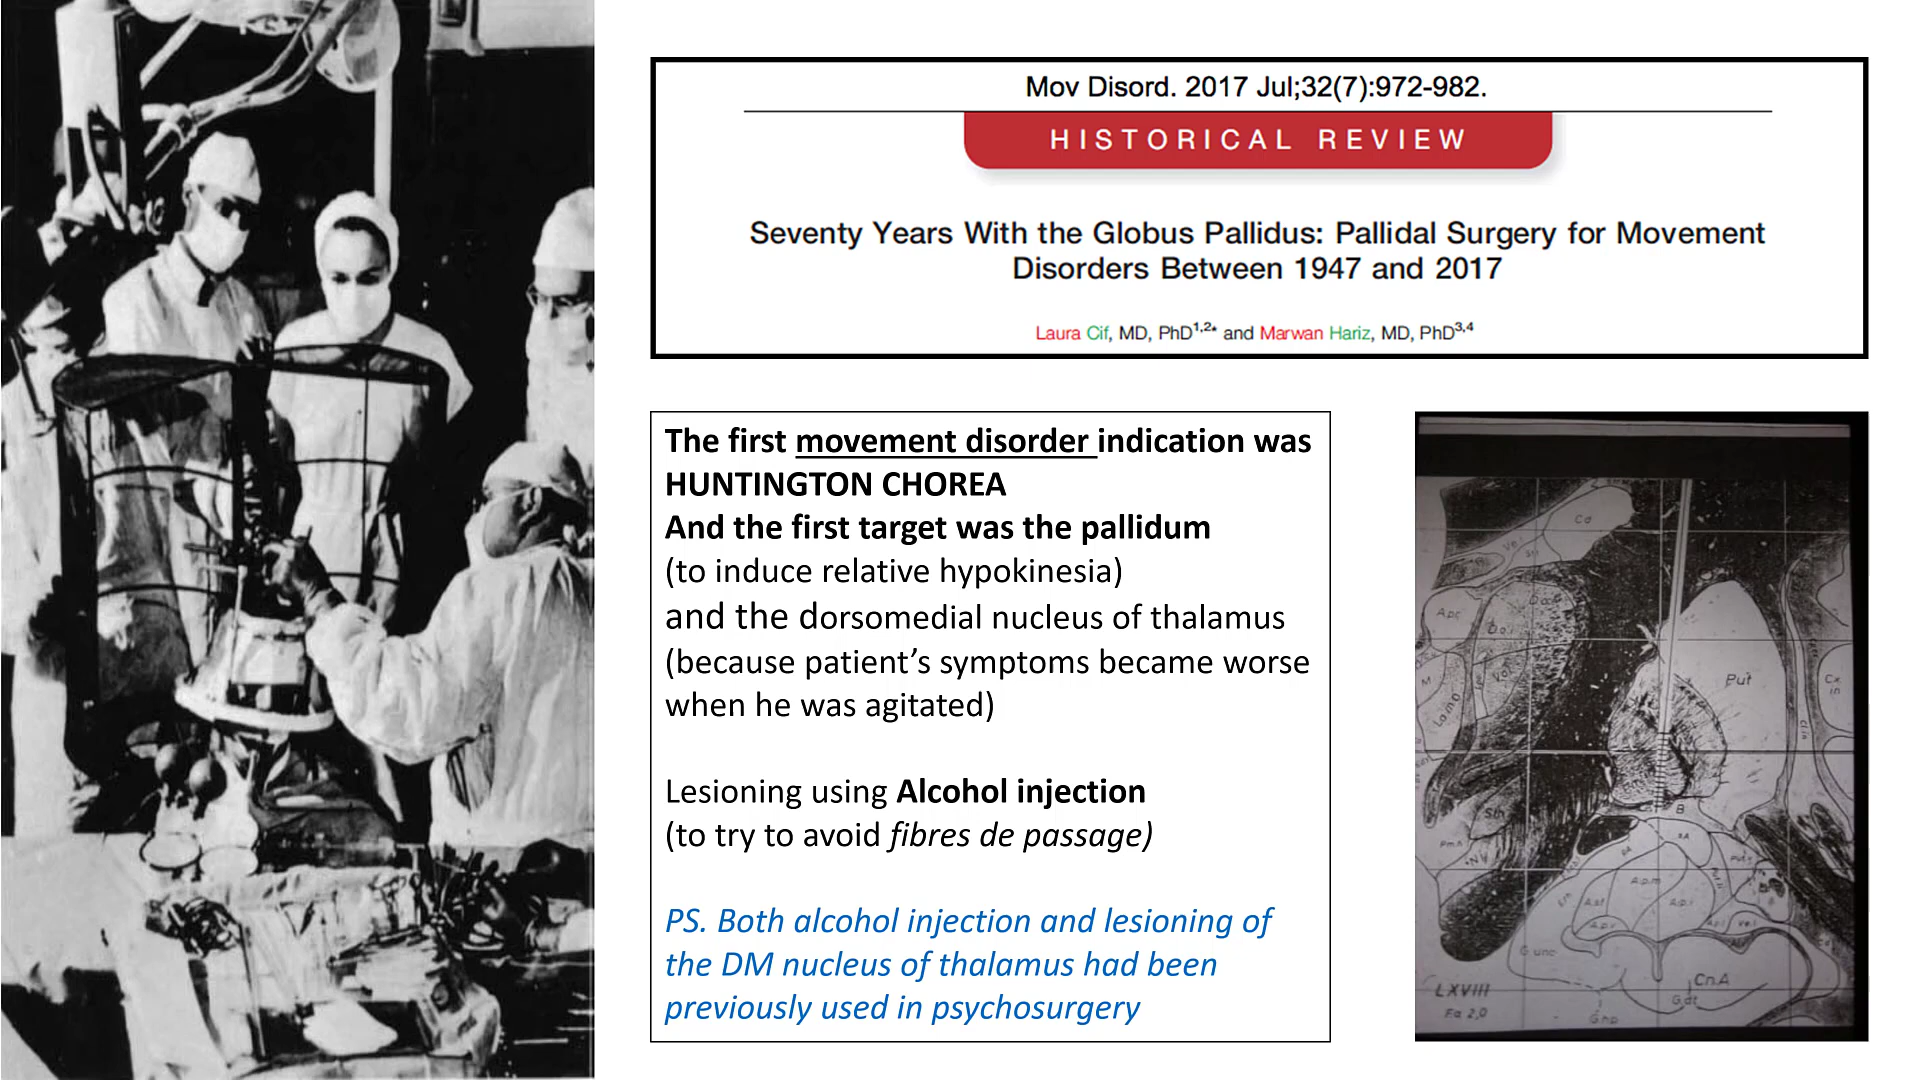 Mov Disord. 2017 Jul;32(7):972-982.
HISTORICAL REVIEW
Seventy Years With the Globus Pallidus: Pallidal Surgery for Movement
Disorders Between 1947 and 2017
Laura Cif, MD, PhD1,2* and Marwan Hariz, MD, PhD3,4
The first movement disorder indication was
HUNTINGTON CHOREA
And the first target was the pallidum
(to induce relative hypokinesia)
and the dorsomedial nucleus of thalamus
(because patient’s symptoms became worse
when he was agitated)
Lesioning using Alcohol injection
(to try to avoid fibres de passage)
PS. Both alcohol injection and lesioning of
the DM nucleus of thalamus had been
previously used in psychosurgery
Cd
Put
Sth
B
Cn.A
LXVIII